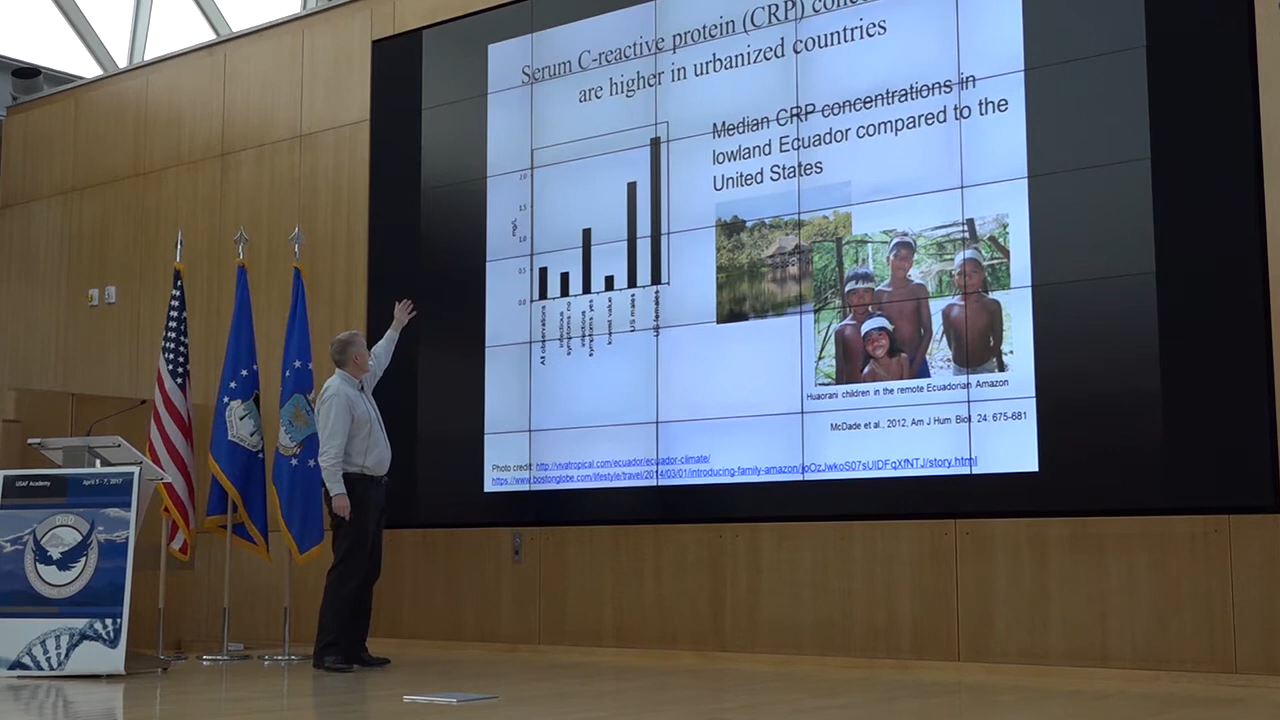 Serum C-reactive protein (CRP)
are higher in urbanized countries
Median CRP concentrations in
lowland Ecuador compared to the
United States
mg/L
2.0
1.5
1.0
0.5
0.0
All observations
infectious
symptoms: no
infectious
symptoms: yes
lowest value
US males
US females
Huaorani children in the remote Ecuadorian Amazon
McDade et al., 2012, Am J Hum Biol. 24: 675-681
Photo credit: http://vivatropical.com/ecuador/ecuador-climate/
https://www.bostonglobe.com/lifestyle/travel/2014/03/01/introducing-family-amazon/joOzJwkoS07sUIDFqXfNTJ/story.html
USAF Academy April 5 - 7, 2017
DoD